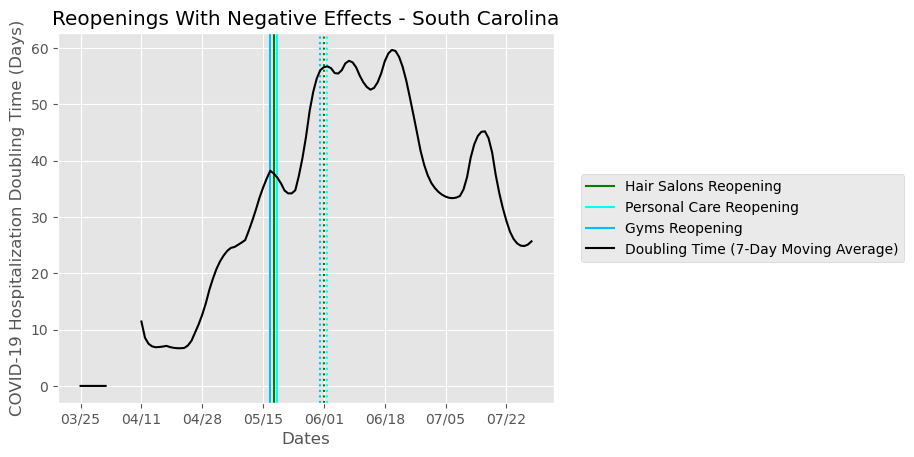 Reopenings With Negative Effects - South Carolina
COVID-19 Hospitalization Doubling Time (Days)
60
50
40
30
20
10
0
03/25 04/11 04/28 05/15 06/01 06/18 07/05 07/22
Dates
Hair Salons Reopening
Personal Care Reopening
Gyms Reopening
Doubling Time (7-Day Moving Average)